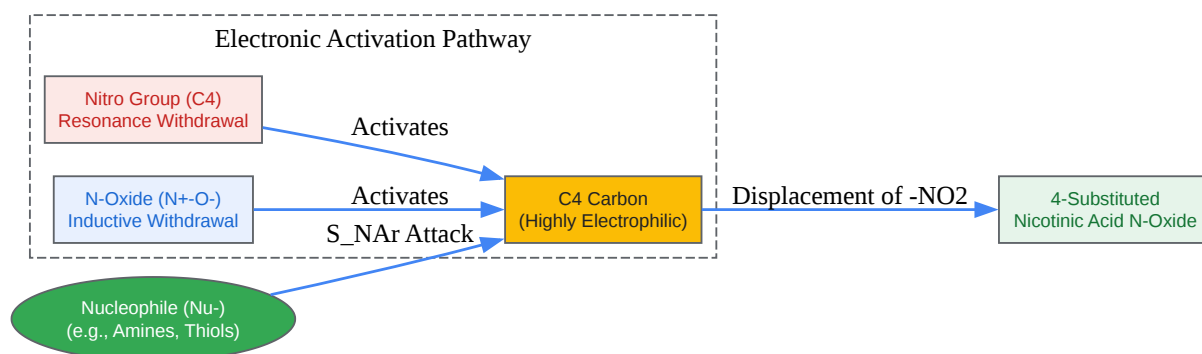 Electronic Activation Pathway
Nitro Group (C4)
Resonance Withdrawal
Activates
N-Oxide (N+-O-)
Inductive Withdrawal
Activates
S_NAr Attack
C4 Carbon
(Highly Electrophilic)
Displacement of -NO2
4-Substituted
Nicotinic Acid N-Oxide
Nucleophile (Nu-)
(e.g., Amines, Thiols)